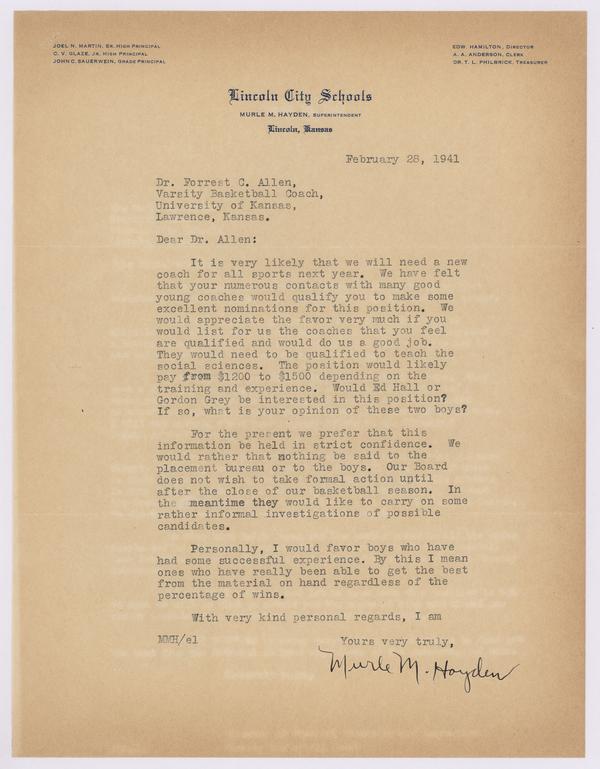 JOEL N. MARTIN, SR. HIGH PRINCIPAL
C. V. GLAZE, JR. HIGH PRINCIPAL
JOHN C. SAUERWEIN, GRADE PRINCIPAL
EDW. HAMILTON, DIRECTOR
A. A. ANDERSON, CLERK
DR. T. L. PHILBRICK, TREASURER
Lincoln City Schools
MURLE M. HAYDEN, SUPERINTENDENT
Lincoln, Kansas
February 28, 1941
Dr. Forrest C. Allen,
Varsity Basketball Coach,
University of Kansas,
Lawrence, Kansas.
Dear Dr. Allen:
It is very likely that we will need a new
coach for all sports next year. We have felt
that your numerous contacts with many good
young coaches would qualify you to make some
excellent nominations for this position. We
would appreciate the favor very much if you
would list for us the coaches that you feel
are qualified and would do us a good job.
They would need to be qualified to teach the
social sciences. The position would likely
pay from $1200 to $1500 depending on the
training and experience. Would Ed Hall or
Gordon Grey be interested in this position?
If so, what is your opinion of these two boys?
For the present we prefer that this
information be held in strict confidence. We
would rather that nothing be said to the
placement bureau or to the boys. Our Board
does not wish to take formal action until
after the close of our basketball season. In
the meantime they would like to carry on some
rather informal investigations of possible
candidates.
Personally, I would favor boys who have
had some successful experience. By this I mean
ones who have really been able to get the best
from the material on hand regardless of the
percentage of wins.
With very kind personal regards, I am
MMH/el
Yours very truly,
Murle M. Hayden